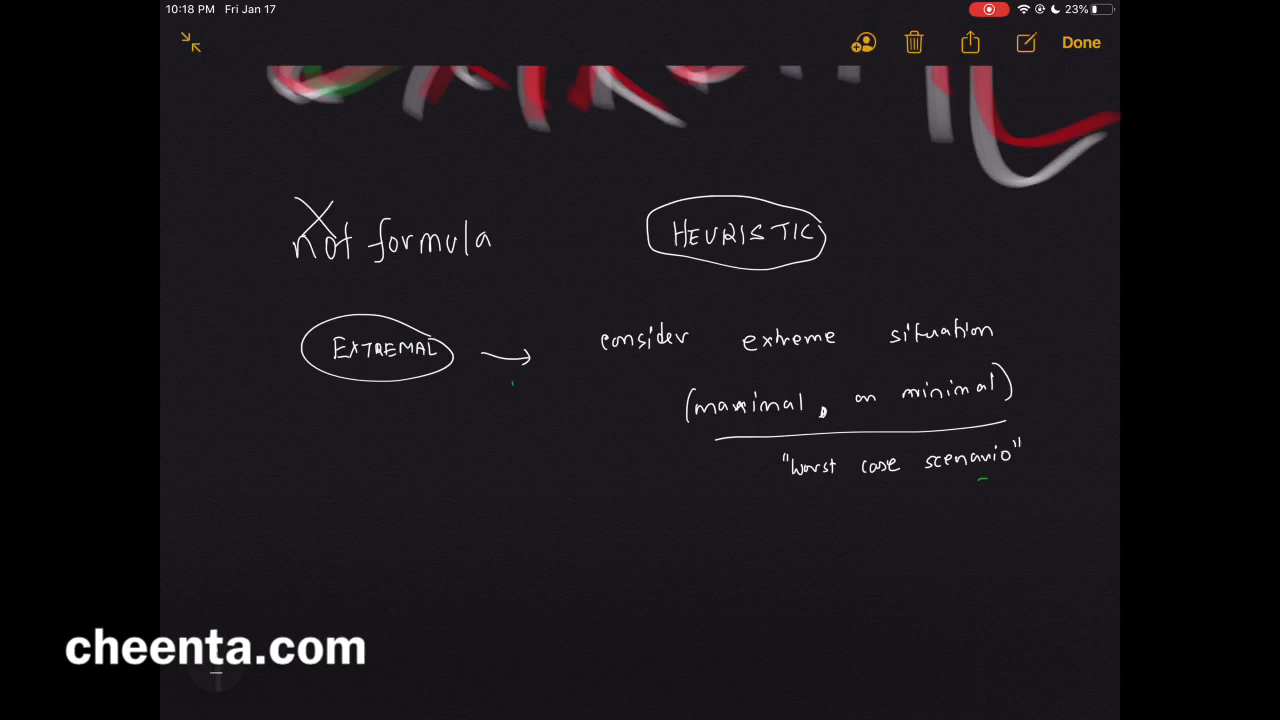 10:18 PM Fri Jan 17 23%
Done
not formula HEURISTIC
EXTREMAL → consider extreme situation
(maximal, on minimal)
"worst case scenario"
cheenta.com